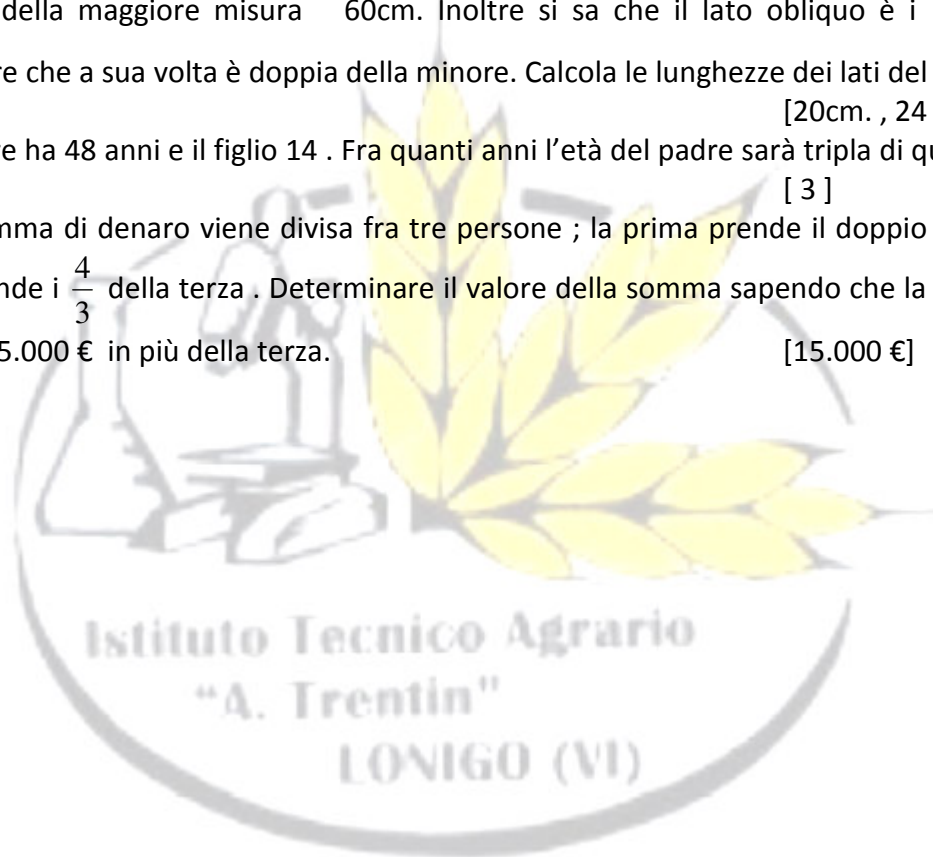 della maggiore misura 60cm. Inoltre si sa che il lato obliquo è i
re che a sua volta è doppia della minore. Calcola le lunghezze dei lati del
[20cm. , 24
re ha 48 anni e il figlio 14 . Fra quanti anni l’età del padre sarà tripla di qu
[ 3 ]
mma di denaro viene divisa fra tre persone ; la prima prende il doppio
nde i 4/3 della terza . Determinare il valore della somma sapendo che la
5.000 € in più della terza. [15.000 €]
Istituto Tecnico Agrario
“A. Trentin"
LONIGO (VI)